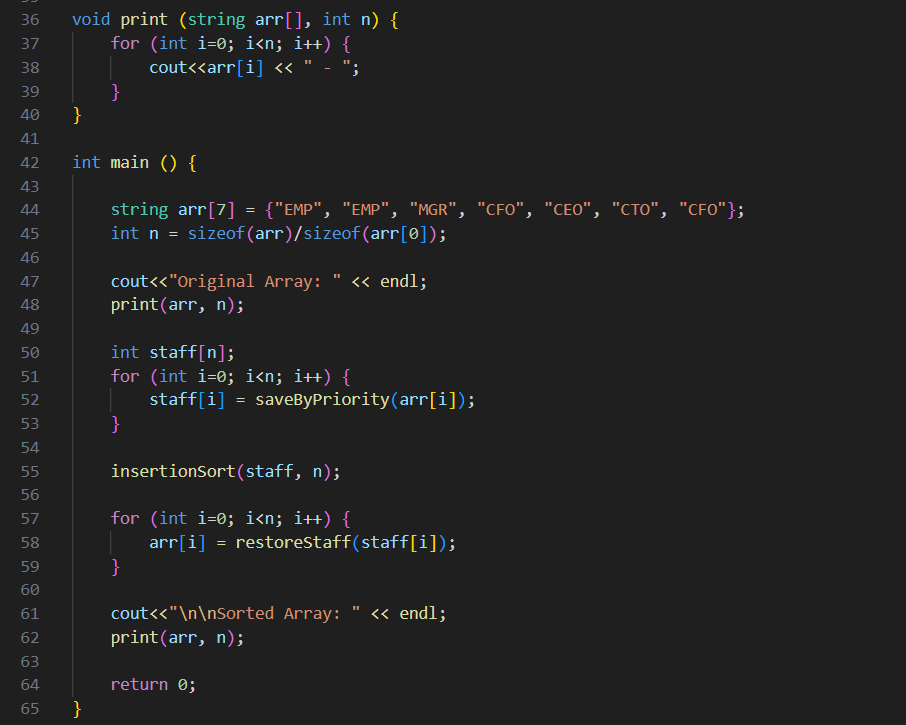 36 void print (string arr[], int n) {
37     for (int i=0; i<n; i++) {
38         cout<<arr[i] << " - ";
39     }
40 }
41
42 int main () {
43
44     string arr[7] = {"EMP", "EMP", "MGR", "CFO", "CEO", "CTO", "CFO"};
45     int n = sizeof(arr)/sizeof(arr[0]);
46
47     cout<<"Original Array: " << endl;
48     print(arr, n);
49
50     int staff[n];
51     for (int i=0; i<n; i++) {
52         staff[i] = saveByPriority(arr[i]);
53     }
54
55     insertionSort(staff, n);
56
57     for (int i=0; i<n; i++) {
58         arr[i] = restoreStaff(staff[i]);
59     }
60
61     cout<<"\n\nSorted Array: " << endl;
62     print(arr, n);
63
64     return 0;
65 }